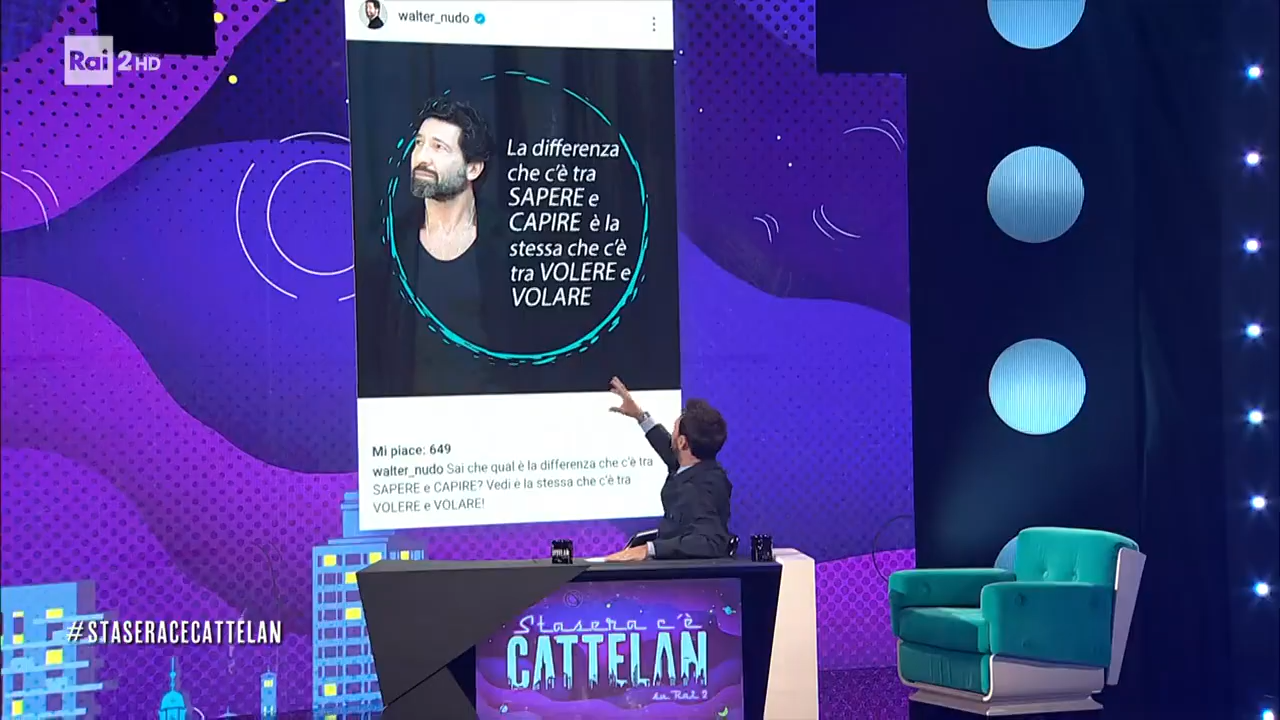 walter_nudo
Rai 2HD
La differenza
che c'è tra
SAPERE e
CAPIRE è la
stessa che c'è
tra VOLERE e
VOLARE
Mi piace: 649
walter_nudo Sai che qual è la differenza che c'è tra
SAPERE e CAPIRE? Vedi è la stessa che c'è tra
VOLERE e VOLARE!
#STASERACECATTELAN
Stasera c'è
CATTELAN
su Rai 2